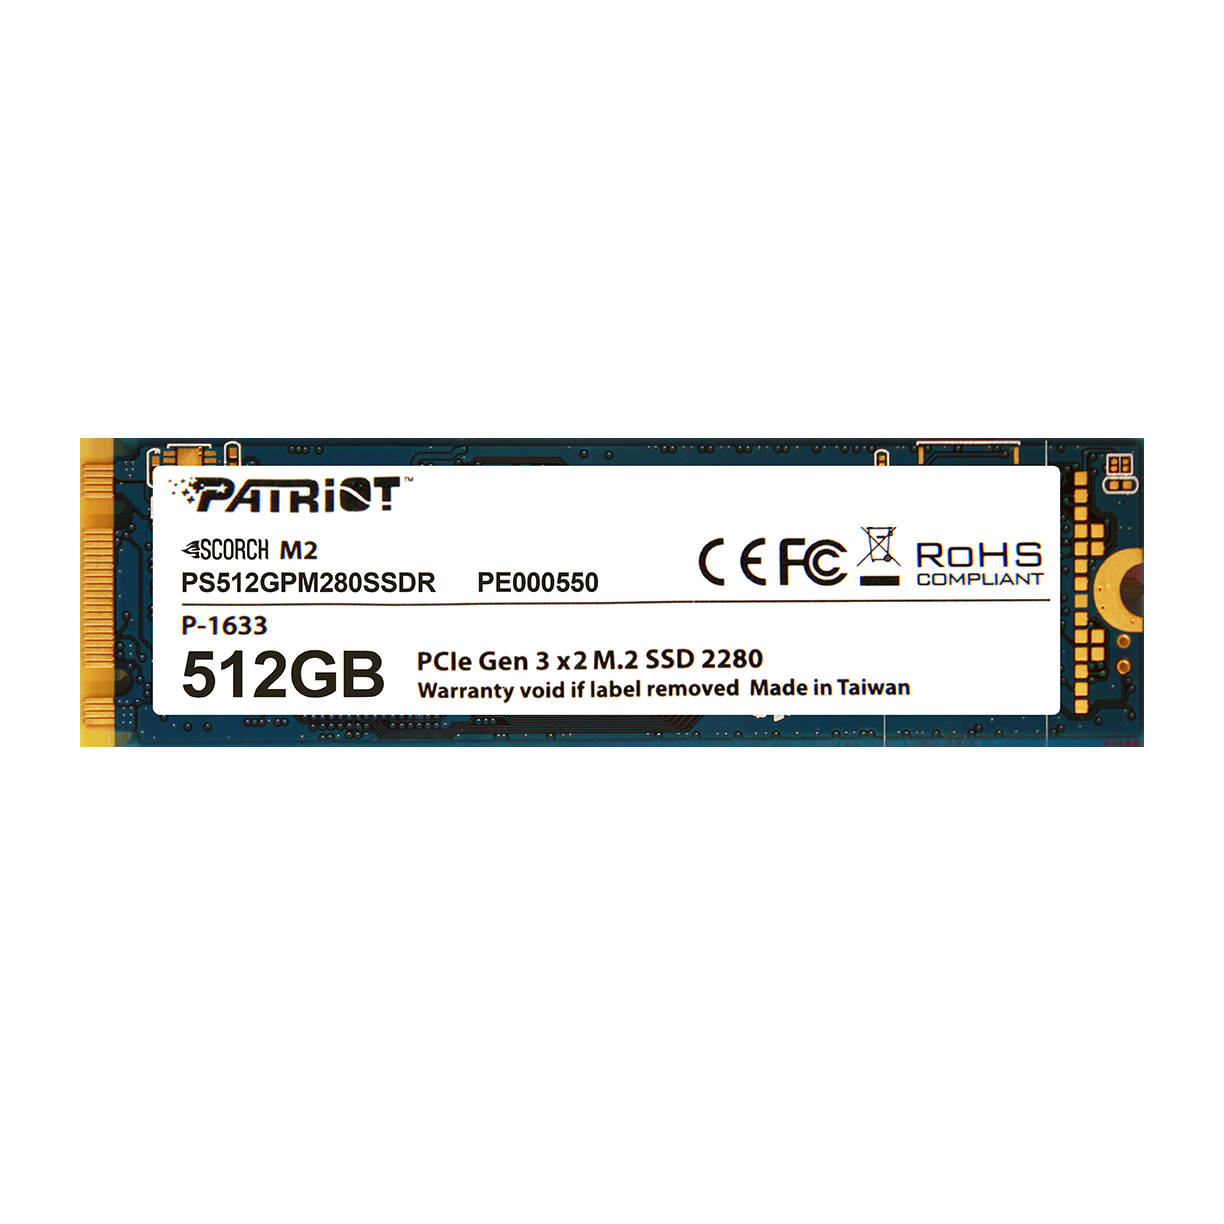 PATRIOT™
SCORCH M2
PS512GPM280SSDR PE000550
CE FC RoHS
COMPLIANT
P-1633
512GB
PCIe Gen 3 x2 M.2 SSD 2280
Warranty void if label removed Made in Taiwan